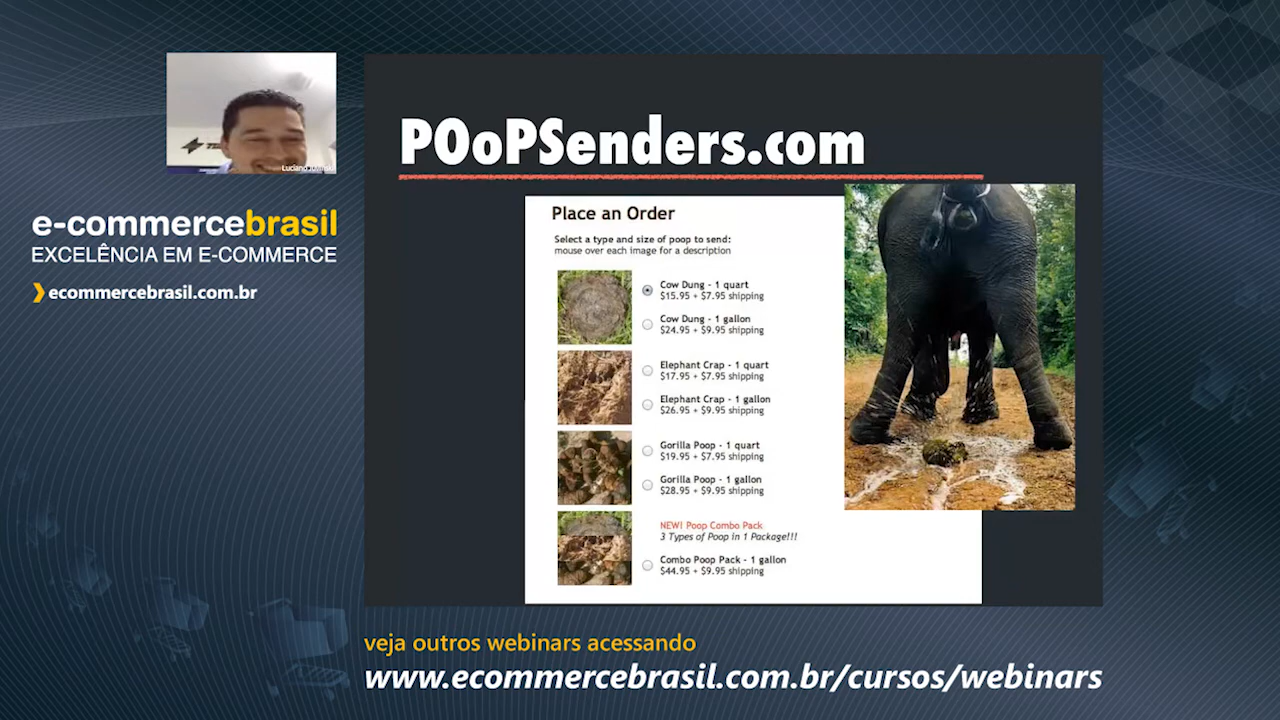 Luciano
e-commercebrasil
EXCELÊNCIA EM E-COMMERCE
ecommercebrasil.com.br
POoPSenders.com
Place an Order
Select a type and size of poop to send:
mouse over each image for a description
Cow Dung - 1 quart
$15.95 + $7.95 shipping
Cow Dung - 1 gallon
$24.95 + $9.95 shipping
Elephant Crap - 1 quart
$17.95 + $7.95 shipping
Elephant Crap - 1 gallon
$26.95 + $9.95 shipping
Gorilla Poop - 1 quart
$19.95 + $7.95 shipping
Gorilla Poop - 1 gallon
$28.95 + $9.95 shipping
NEW! Poop Combo Pack
3 Types of Poop in 1 Package!!!
Combo Poop Pack - 1 gallon
$44.95 + $9.95 shipping
veja outros webinars acessando
www.ecommercebrasil.com.br/cursos/webinars